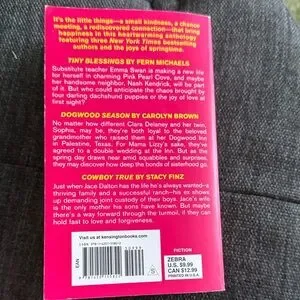 It's the little things—a small kindness, a chance
meeting, a rediscovered connection—that bring
happiness in this heartwarming anthology
featuring three New York Times bestselling
authors and the joys of springtime.
TINY BLESSINGS BY FERN MICHAELS
Substitute teacher Emma Swan is making a new life
for herself in charming Pink Pearl Cove, and maybe
her handsome neighbor, Nash Kendrick, will be part
of it. But who could anticipate the chaos brought by
four darling dachshund puppies or the joy of love at
first sight?
DOGWOOD SEASON BY CAROLYN BROWN
No matter how different Clara Delaney and her twin,
Sophia, may be, they're both loyal to the beloved
grandmother who raised them at her Dogwood Inn
in Palestine, Texas. For Mama Lizzy's sake, they've
agreed to a double wedding at the Inn. But as the
spring day draws near amid squabbles and surprises,
they may discover how deep the bonds of sisterhood go.
COWBOY TRUE BY STACY FINZ
Just when Jace Dalton has the life he's always wanted—a
thriving family and a successful ranch—his ex shows
up demanding joint custody of their boys. Jace's wife
is the only mother his sons have known. But maybe
there's a way forward through the turmoil, if they could
hold fast to love and forgiveness.
Visit us at
www.kensingtonbooks.com
EAN
FICTION
ZEBRA
U.S. $9.99
CAN $12.99
Printed in U.S.A.